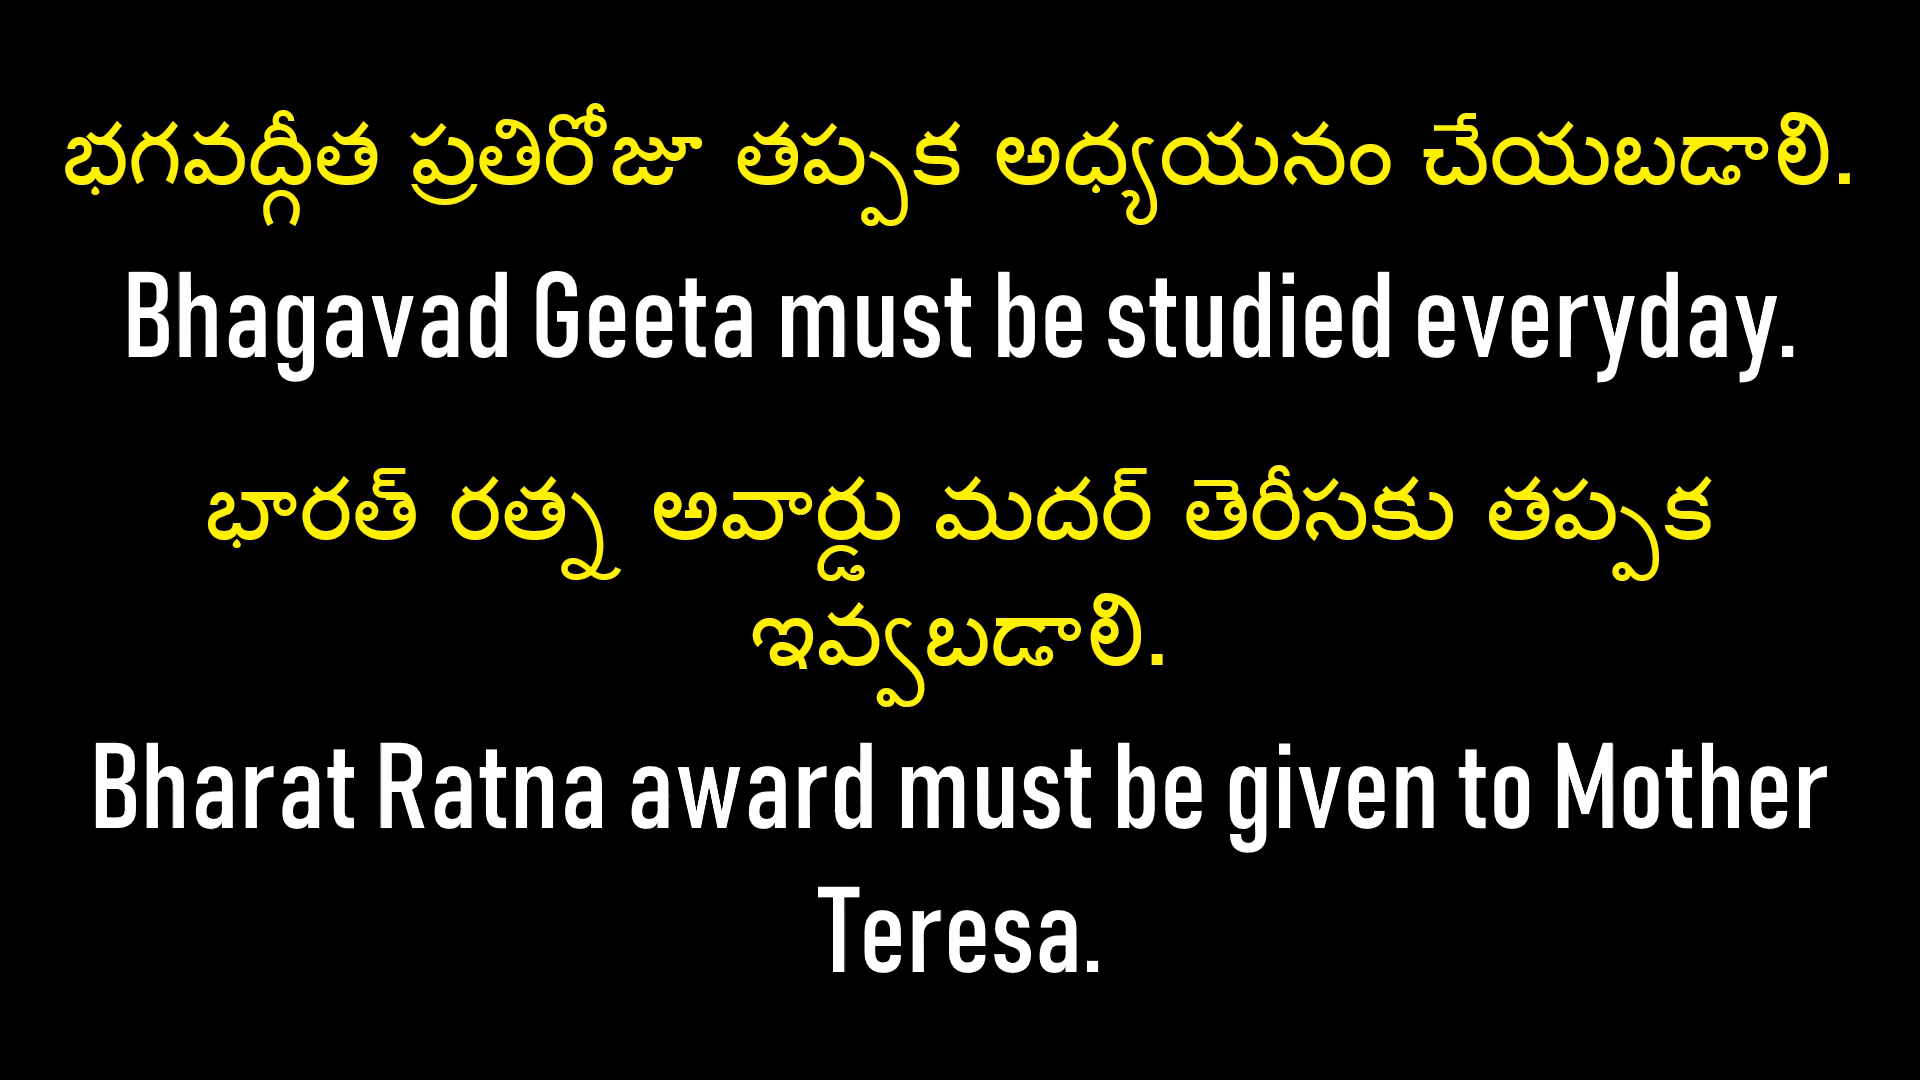 భగవద్గీత ప్రతిరోజూ తప్పక అధ్యయనం చేయబడాలి.
Bhagavad Geeta must be studied everyday.
భారత్ రత్న అవార్డు మదర్ తెరీసకు తప్పక
ఇవ్వబడాలి.
Bharat Ratna award must be given to Mother
Teresa.